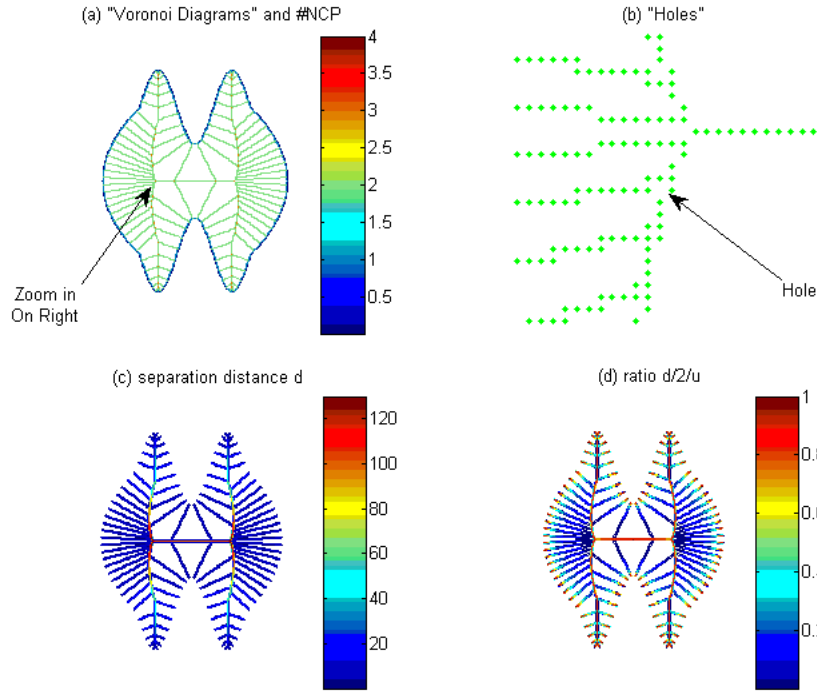 (a) "Voronoi Diagrams" and #NCP
4
3.5
3
2.5
2
1.5
1
0.5
Zoom in
On Right
(b) "Holes"
Hole
(c) separation distance d
120
100
80
60
40
20
(d) ratio d/2/u
1